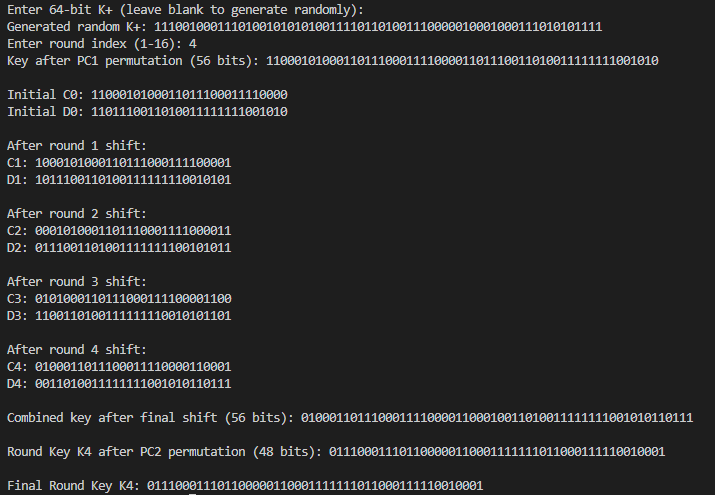 Enter 64-bit K+ (leave blank to generate randomly):
Generated random K+: 1110010001110100101010100111101101001110000010001000111010101111
Enter round index (1-16): 4
Key after PC1 permutation (56 bits): 11000101000110111000111100001101110011010011111111001010
Initial C0: 1100010100011011100011110000
Initial D0: 1101110011010011111111001010
After round 1 shift:
C1: 1000101000110111000111100001
D1: 1011100110100111111110010101
After round 2 shift:
C2: 0001010001101110001111000011
D2: 0111001101001111111100101011
After round 3 shift:
C3: 0101000110111000111100001100
D3: 1100110100111111110010101101
After round 4 shift:
C4: 0100011011100011110000110001
D4: 0011010011111111001010110111
Combined key after final shift (56 bits): 01000110111000111100001100010011010011111111001010110111
Round Key K4 after PC2 permutation (48 bits): 011100011101100000110001111111011000111110010001
Final Round Key K4: 011100011101100000110001111111011000111110010001